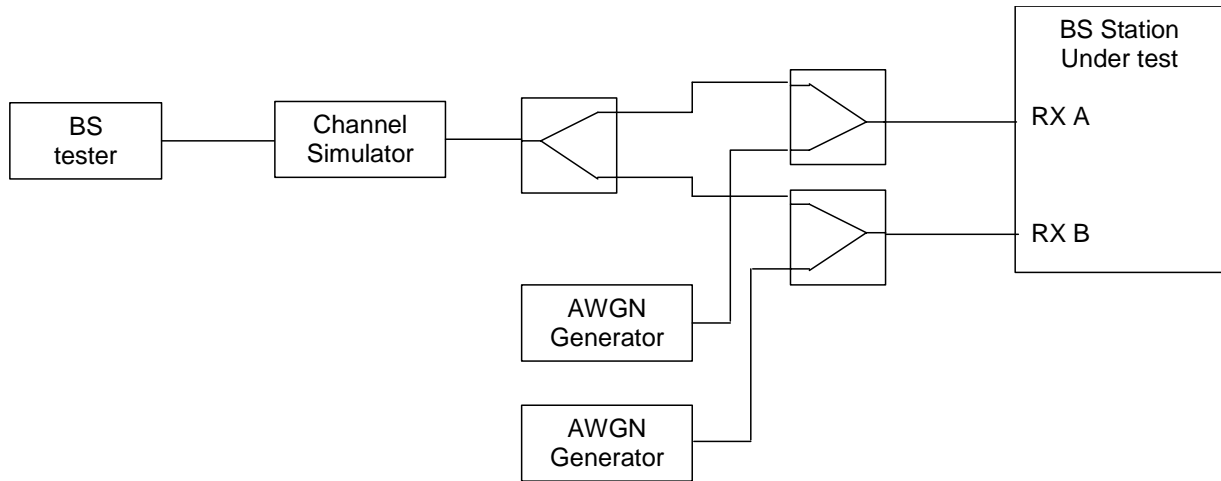 BS Station
Under test
BS
tester
Channel
Simulator
RX A
RX B
AWGN
Generator
AWGN
Generator